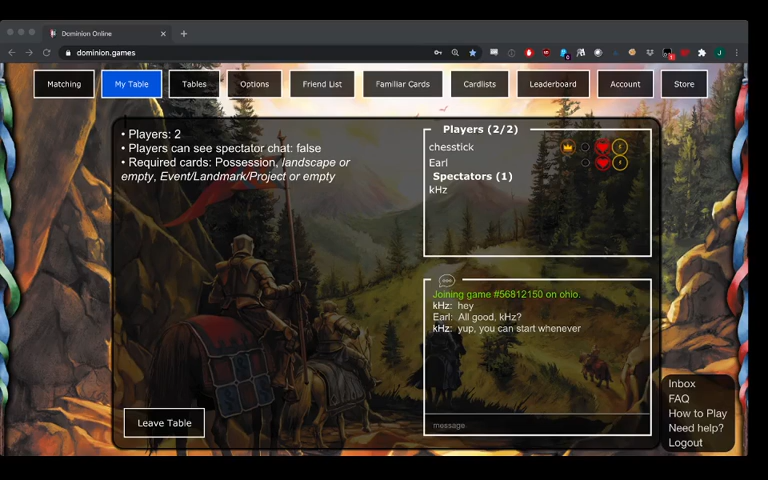 Dominion Online
dominion.games
Matching
My Table
Tables
Options
Friend List
Familiar Cards
Cardlists
Leaderboard
Account
Store
• Players: 2
• Players can see spectator chat: false
• Required cards: Possession, landscape or
empty, Event/Landmark/Project or empty
Players (2/2)
chesstick
Earl
Spectators (1)
kHz
Joining game #56812150 on ohio.
kHz: hey
Earl: All good, kHz?
kHz: yup, you can start whenever
message
Leave Table
Inbox
FAQ
How to Play
Need help?
Logout